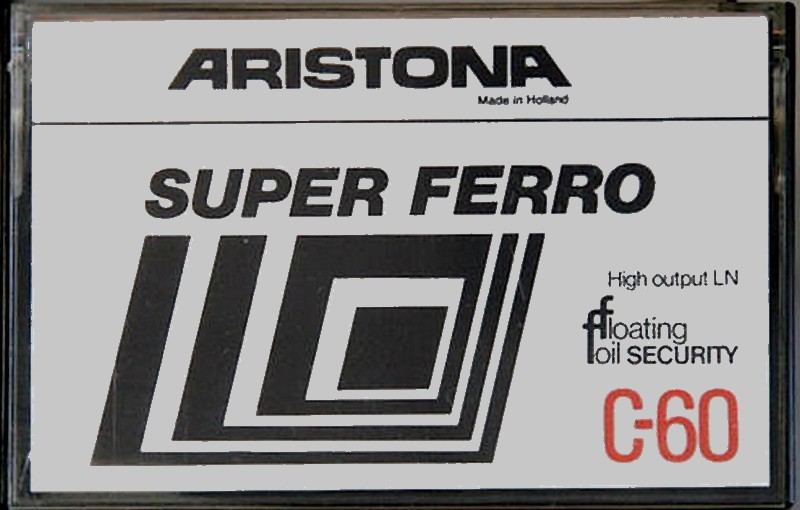 ARISTONA
Made in Holland
SUPER FERRO
High output LN
floating
foil SECURITY
C-60